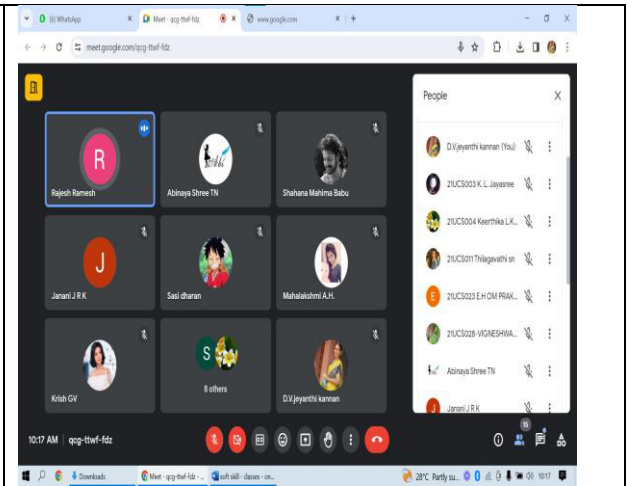 (6) WhatsApp
Meet - qcg-ttwf-fdz
www.google.com
meet.google.com/qcg-ttwf-fdz
People
R
Rajesh Ramesh
Abinaya Shree TN
Shahana Mahima Babu
D.V.jeyanthi kannan (You)
21UCS003 K. L. Jayasree
21UCS004 Keerthika L.K...
21UCS011 Thilagavathi sn
E
21UCS023 E.H OM PRAK...
21UCS028-VIGNESHWA...
Abinaya Shree TN
J
Janani J R K
J
Janani J R K
Sasi dharan
Mahalakshmi A.H.
Krish GV
S
8 others
D.V.jeyanthi kannan
10:17 AM | qcg-ttwf-fdz
15
Downloads
Meet - qcg-ttwf-fdz - ...
soft skill - classes - on...
28°C Partly su...
10:17